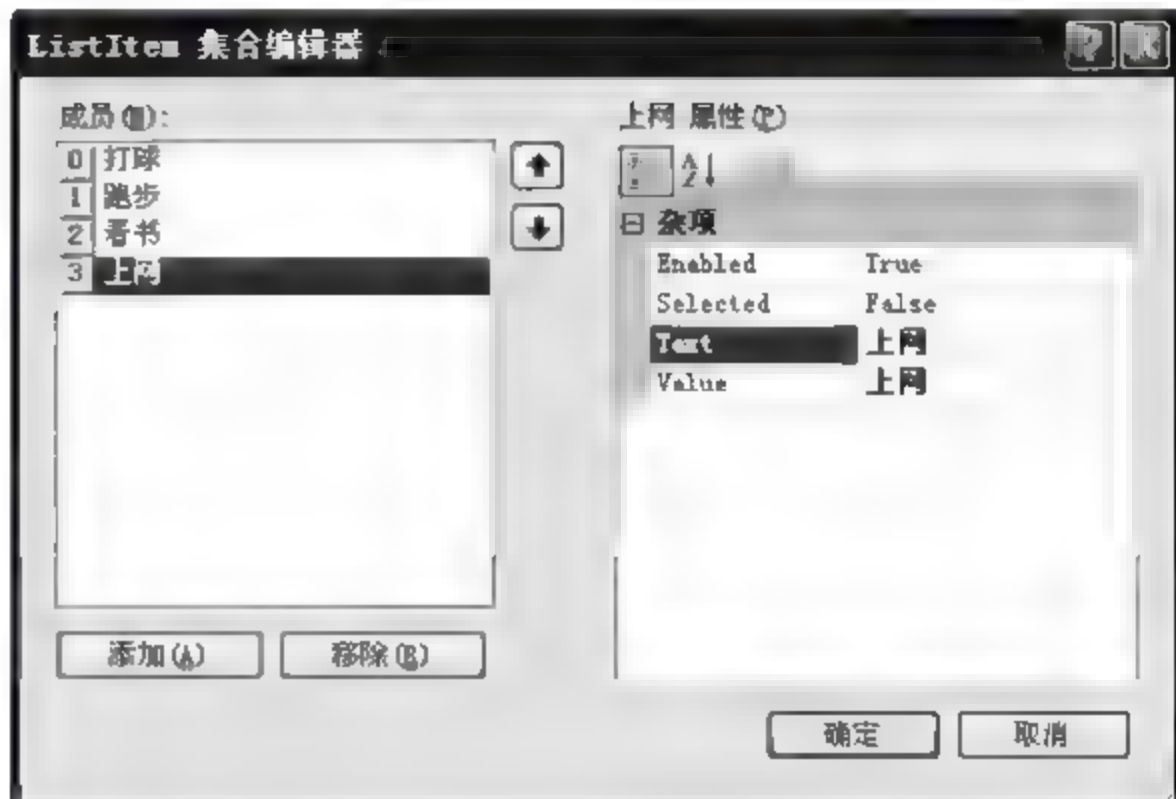 ListItem 集合编辑器
成员(M):
0 打球
1 跑步
2 看书
3 上网
添加(A)
移除(R)
上网 属性(P)
杂项
Enabled True
Selected False
Text 上网
Value 上网
确定
取消